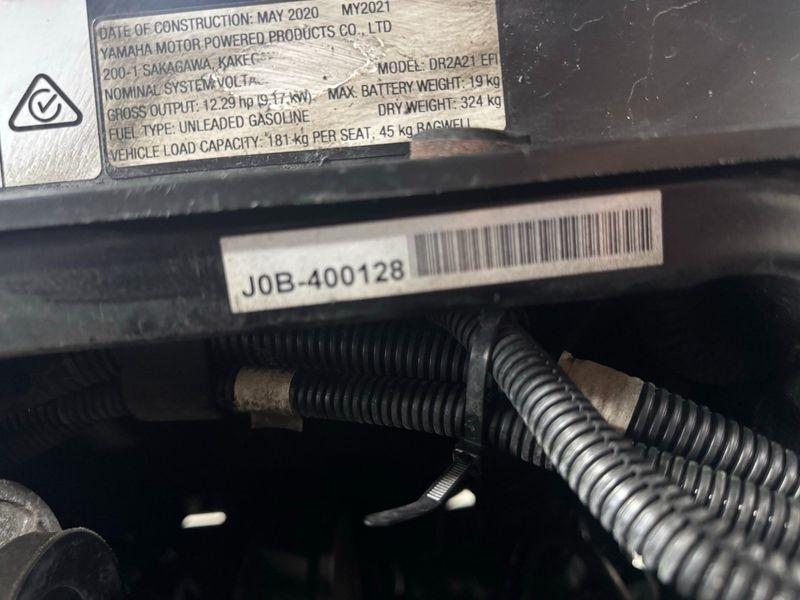 DATE OF CONSTRUCTION: MAY 2020 MY2021
YAMAHA MOTOR POWERED PRODUCTS CO., LTD
200-1 SAKAGAWA, MODEL: DR2A21 EFI
NOMINAL SYSTEM MAX. BATTERY WEIGHT: 19 kg
GROSS OUTPUT: 12.29 hp (9.17 kW) DRY WEIGHT: 324 kg
FUEL TYPE: UNLEADED GASOLINE
VEHICLE LOAD CAPACITY: 181 kg PER SEAT, 45 kg BAGWELL
J0B-400128